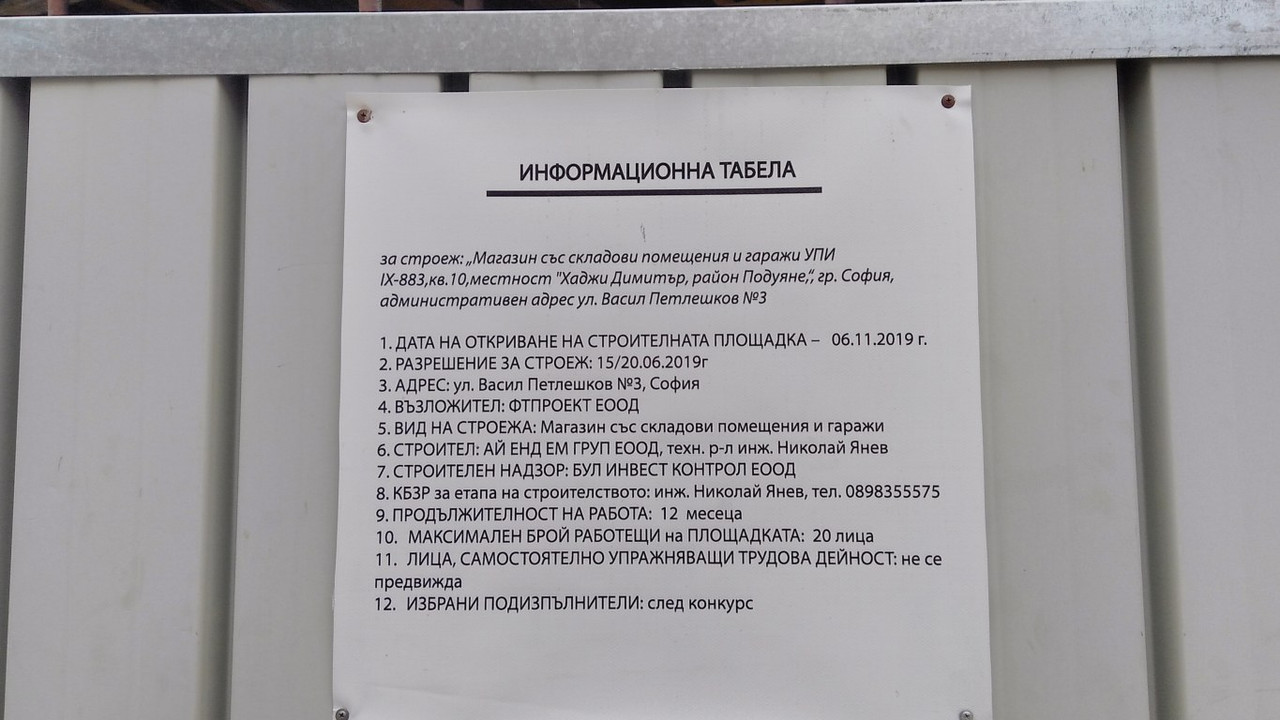 ИНФОРМАЦИОННА ТАБЕЛА
за строеж: „Магазин със складови помещения и гаражи УПИ
IX-883,кв.10,местност "Хаджи Димитър, район Подуяне,“, гр. София,
административен адрес ул. Васил Петлешков №3
1. ДАТА НА ОТКРИВАНЕ НА СТРОИТЕЛНАТА ПЛОЩАДКА – 06.11.2019 г.
2. РАЗРЕШЕНИЕ ЗА СТРОЕЖ: 15/20.06.2019г
3. АДРЕС: ул. Васил Петлешков №3, София
4. ВЪЗЛОЖИТЕЛ: ФТПРОЕКТ ЕООД
5. ВИД НА СТРОЕЖА: Магазин със складови помещения и гаражи
6. СТРОИТЕЛ: АЙ ЕНД ЕМ ГРУП ЕООД, техн. р-л инж. Николай Янев
7. СТРОИТЕЛЕН НАДЗОР: БУЛ ИНВЕСТ КОНТРОЛ ЕООД
8. КБЗР за етапа на строителството: инж. Николай Янев, тел. 0898355575
9. ПРОДЪЛЖИТЕЛНОСТ НА РАБОТА: 12 месеца
10. МАКСИМАЛЕН БРОЙ РАБОТЕЩИ на ПЛОЩАДКАТА: 20 лица
11. ЛИЦА, САМОСТОЯТЕЛНО УПРАЖНЯВАЩИ ТРУДОВА ДЕЙНОСТ: не се
предвижда
12. ИЗБРАНИ ПОДИЗПЪЛНИТЕЛИ: след конкурс